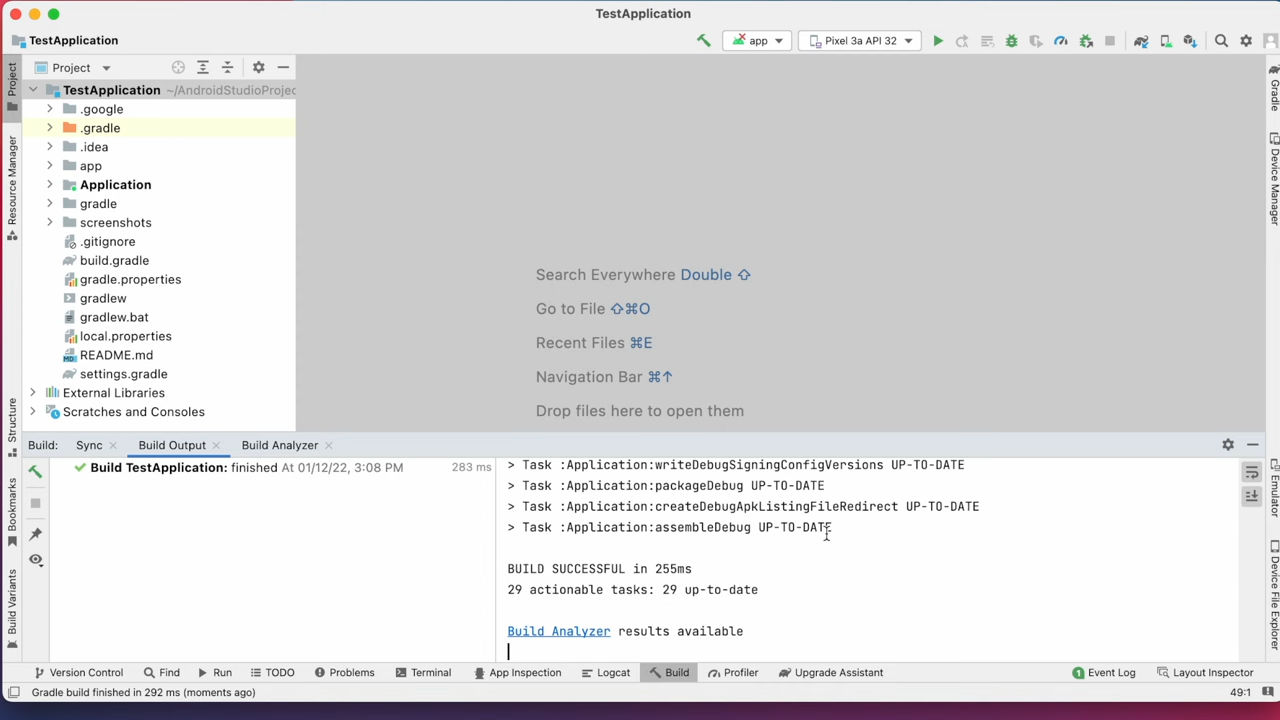 TestApplication
TestApplication
app
Pixel 3a API 32
Project
Project
TestApplication ~/AndroidStudioProjec
.google
.gradle
.idea
app
Application
gradle
screenshots
.gitignore
build.gradle
gradle.properties
gradlew
gradlew.bat
local.properties
README.md
settings.gradle
External Libraries
Scratches and Consoles
Resource Manager
Structure
Bookmarks
Build Variants
Search Everywhere Double ⇧
Go to File ⇧⌘O
Recent Files ⌘E
Navigation Bar ⌘↑
Drop files here to open them
Gradle
Device Manager
Emulator
Device File Explorer
Build: Sync Build Output Build Analyzer
Build TestApplication: finished At 01/12/22, 3:08 PM 283 ms
> Task :Application:writeDebugSigningConfigVersions UP-TO-DATE
> Task :Application:packageDebug UP-TO-DATE
> Task :Application:createDebugApkListingFileRedirect UP-TO-DATE
> Task :Application:assembleDebug UP-TO-DATE
BUILD SUCCESSFUL in 255ms
29 actionable tasks: 29 up-to-date
Build Analyzer results available
Version Control Find Run TODO Problems Terminal App Inspection Logcat Build Profiler Upgrade Assistant 1 Event Log Layout Inspector
Gradle build finished in 292 ms (moments ago) 49:1